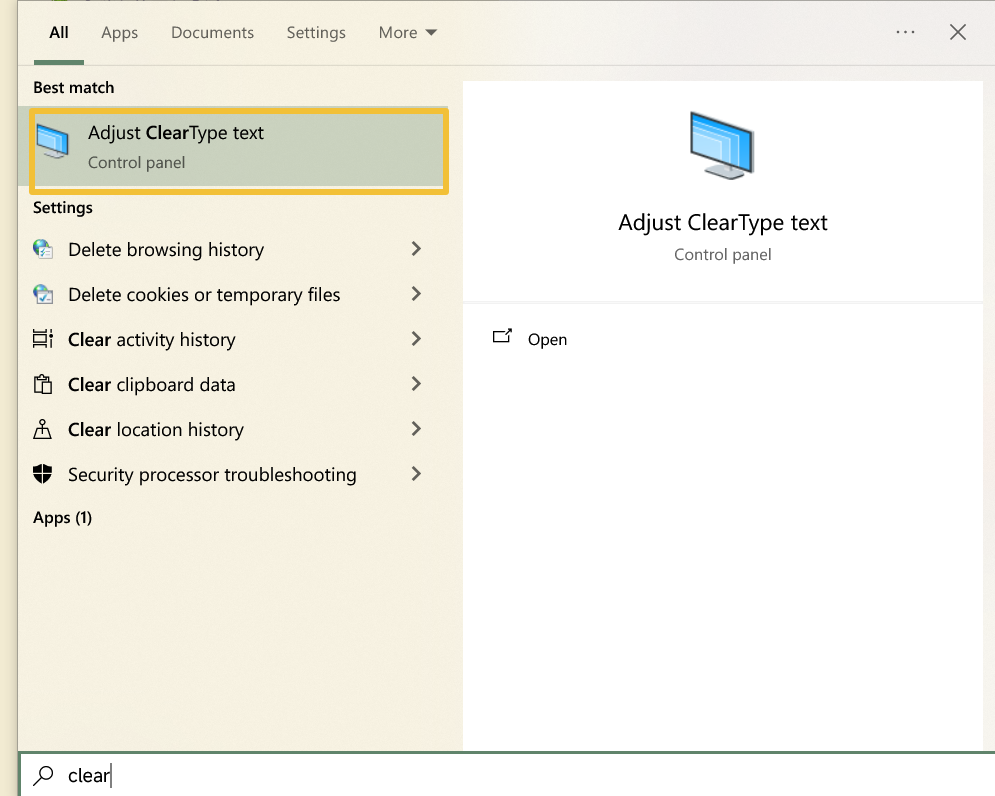 All Apps Documents Settings More ...
Best match
Adjust ClearType text
Control panel
Settings
Delete browsing history
Delete cookies or temporary files
Clear activity history
Clear clipboard data
Clear location history
Security processor troubleshooting
Apps (1)
Adjust ClearType text
Control panel
Open
clear